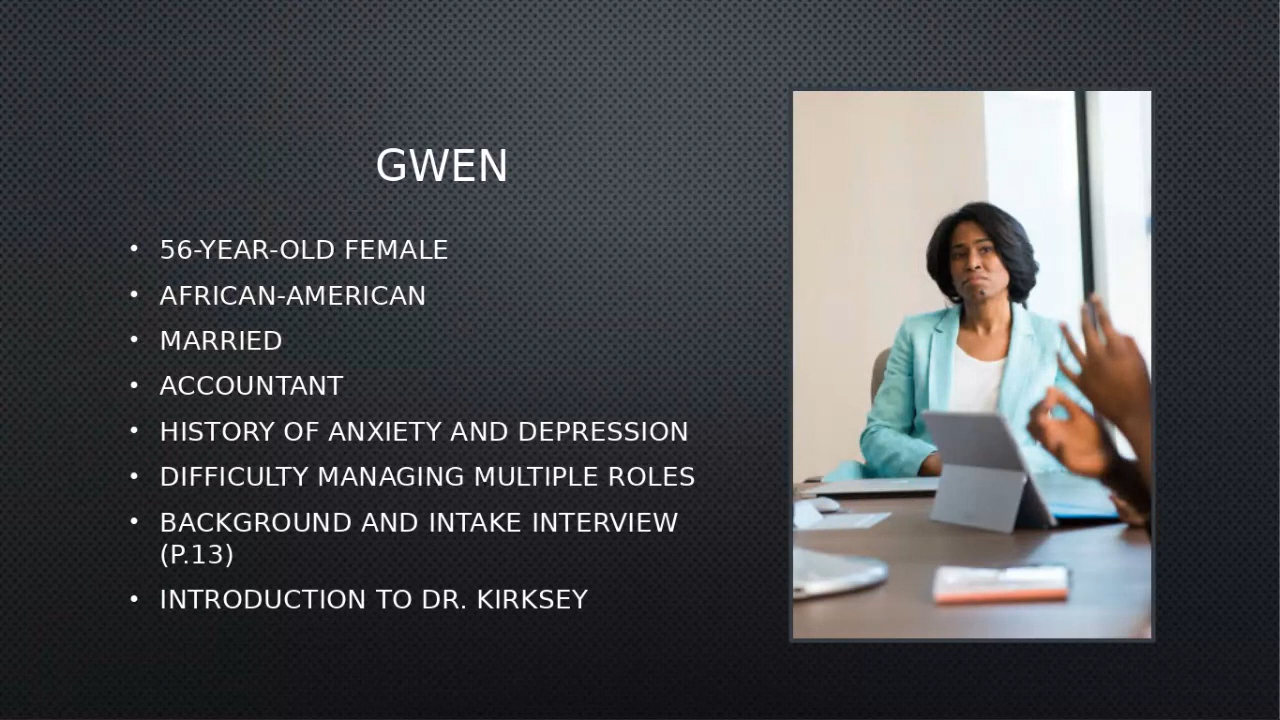 GWEN
• 56-YEAR-OLD FEMALE
• AFRICAN-AMERICAN
• MARRIED
• ACCOUNTANT
• HISTORY OF ANXIETY AND DEPRESSION
• DIFFICULTY MANAGING MULTIPLE ROLES
• BACKGROUND AND INTAKE INTERVIEW
(P.13)
• INTRODUCTION TO DR. KIRKSEY